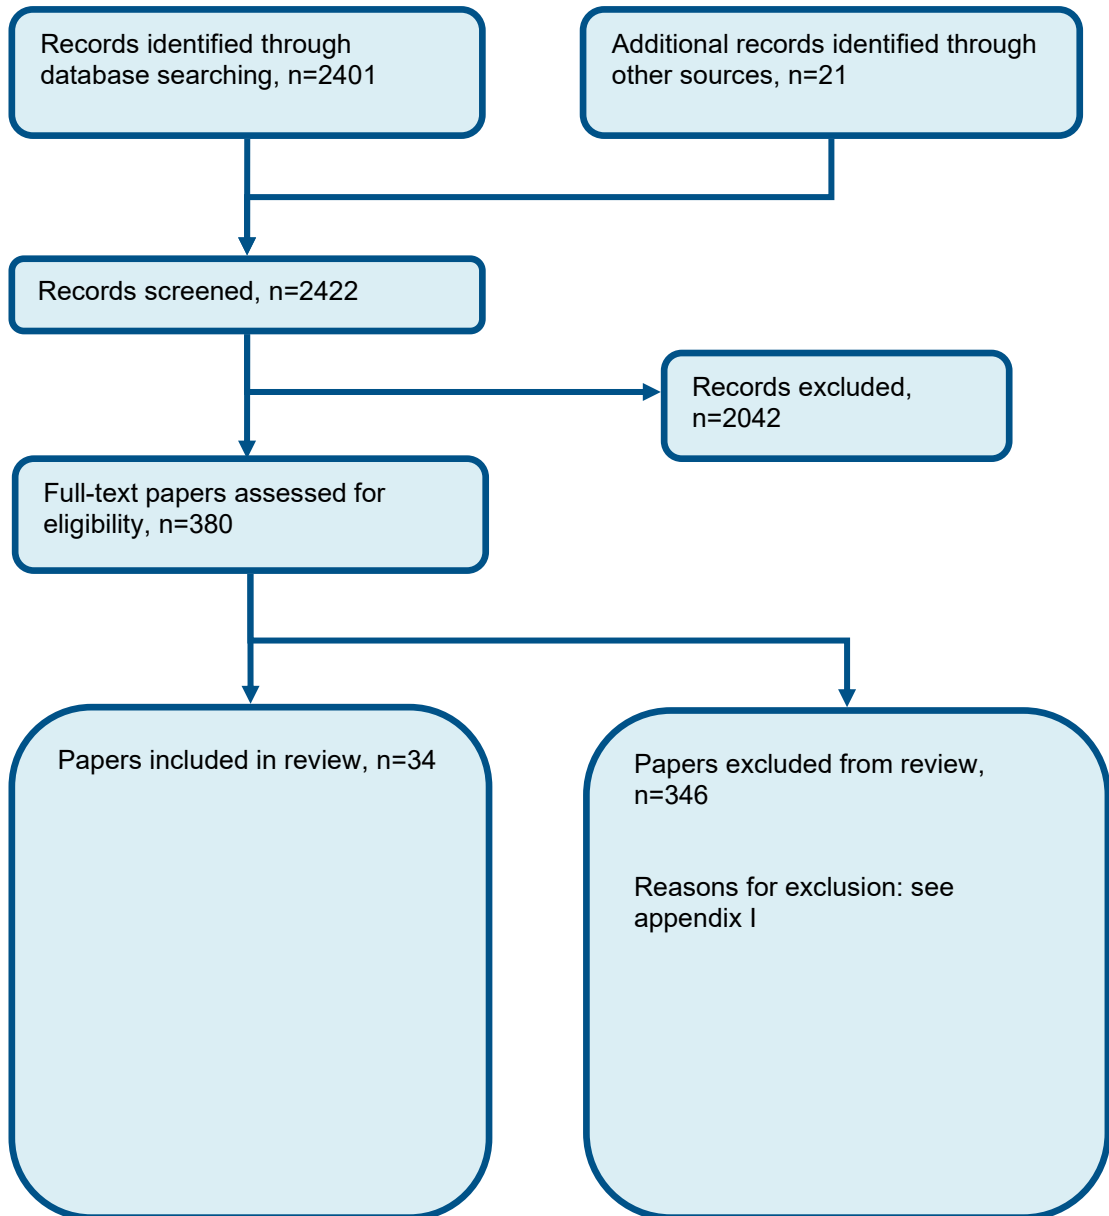 Records identified through
database searching, n=2401
Additional records identified through
other sources, n=21
Records screened, n=2422
Records excluded,
n=2042
Full-text papers assessed for
eligibility, n=380
Papers included in review, n=34
Papers excluded from review,
n=346
Reasons for exclusion: see
appendix I